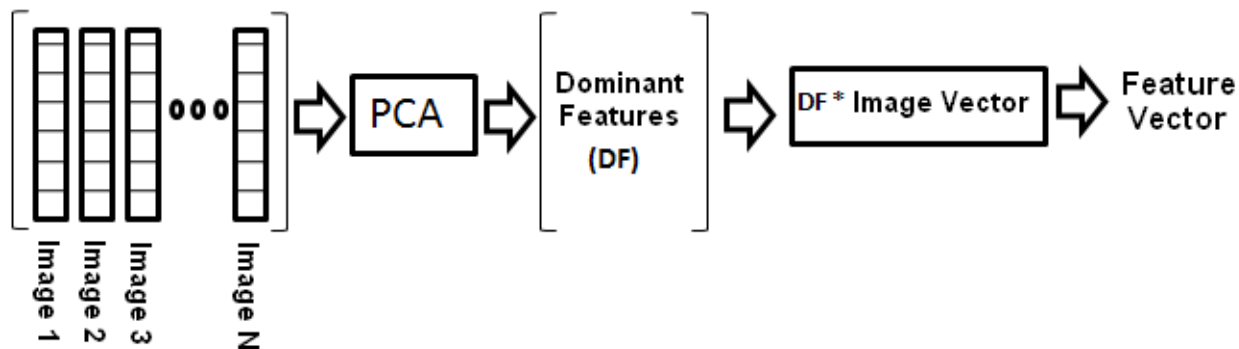 Image 1
Image 2
Image 3
Image N
PCA
Dominant
Features
(DF)
DF * Image Vector
Feature
Vector